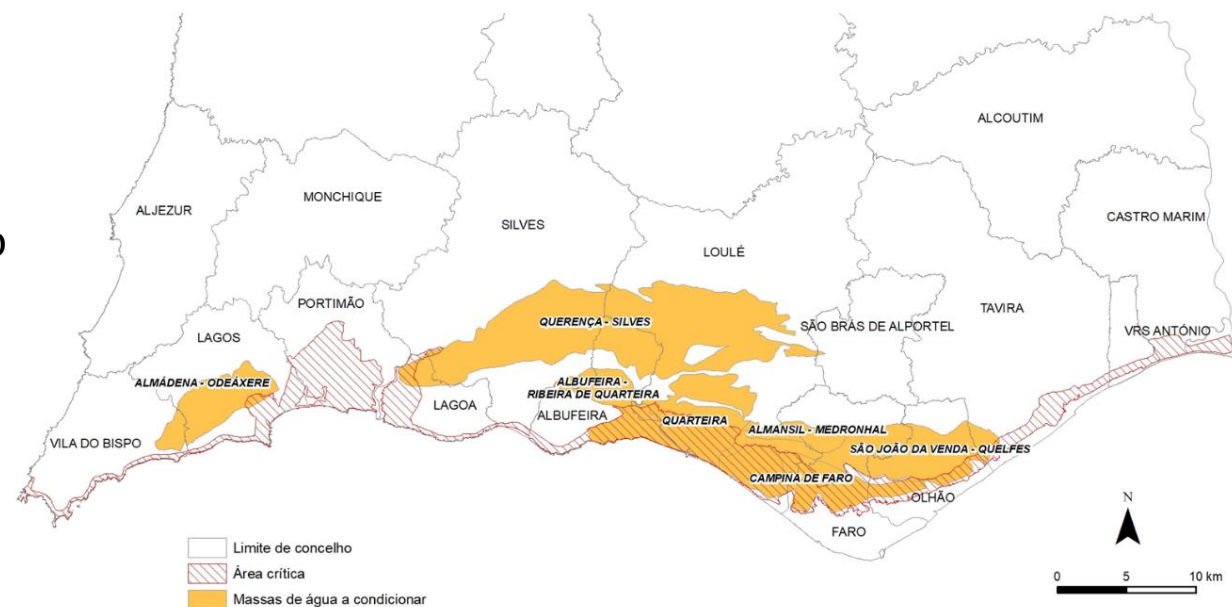 ALCOUTIM
MONCHIQUE
ALJEZUR
CASTRO MARIM
SILVES
LOULÉ
PORTIMÃO
TAVIRA
QUERENÇA - SILVES
SÃO BRÁS DE ALPORTEL
VRS ANTÓNIO
LAGOS
ALMÁDENA - ODEÁXERE
ALBUFEIRA -
RIBEIRA DE QUARTEIRA
LAGOA
ALBUFEIRA
QUARTEIRA
ALMANSIL - MEDRONHAL
VILA DO BISPO
SÃO JOÃO DA VENDA - QUELFES
CAMPINA DE FARO
OLHÃO
FARO
N
Limite de concelho
Área crítica
Massas de água a condicionar
0 5 10 km